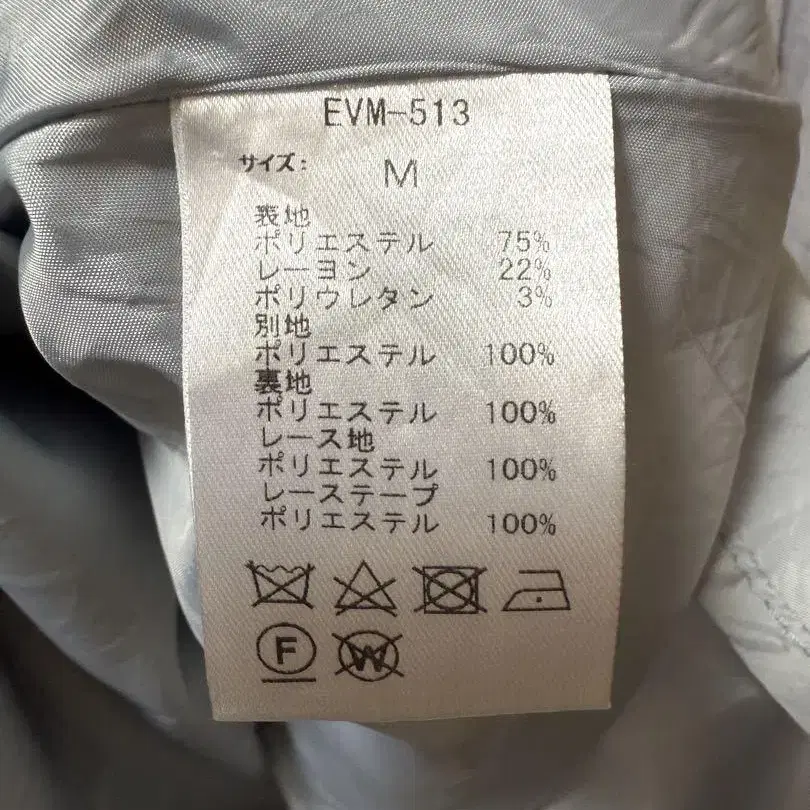 EVM-513
サイズ: M
表地
ポリエステル 75%
レーヨン 22%
ポリウレタン 3%
別地
ポリエステル 100%
裏地
ポリエステル 100%
レース地
ポリエステル 100%
レーステープ
ポリエステル 100%
F W